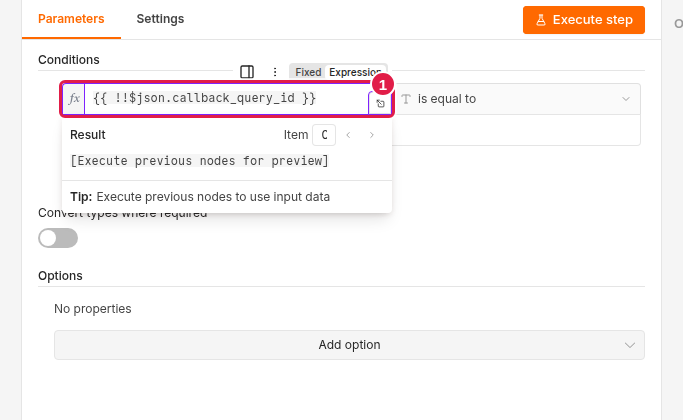 Parameters
Settings
Execute step
Conditions
Fixed Expression
1
fx {{ !!$json.callback_query_id }}
T is equal to
Result
Item
[Execute previous nodes for preview]
Tip: Execute previous nodes to use input data
Convert types where required
Options
No properties
Add option